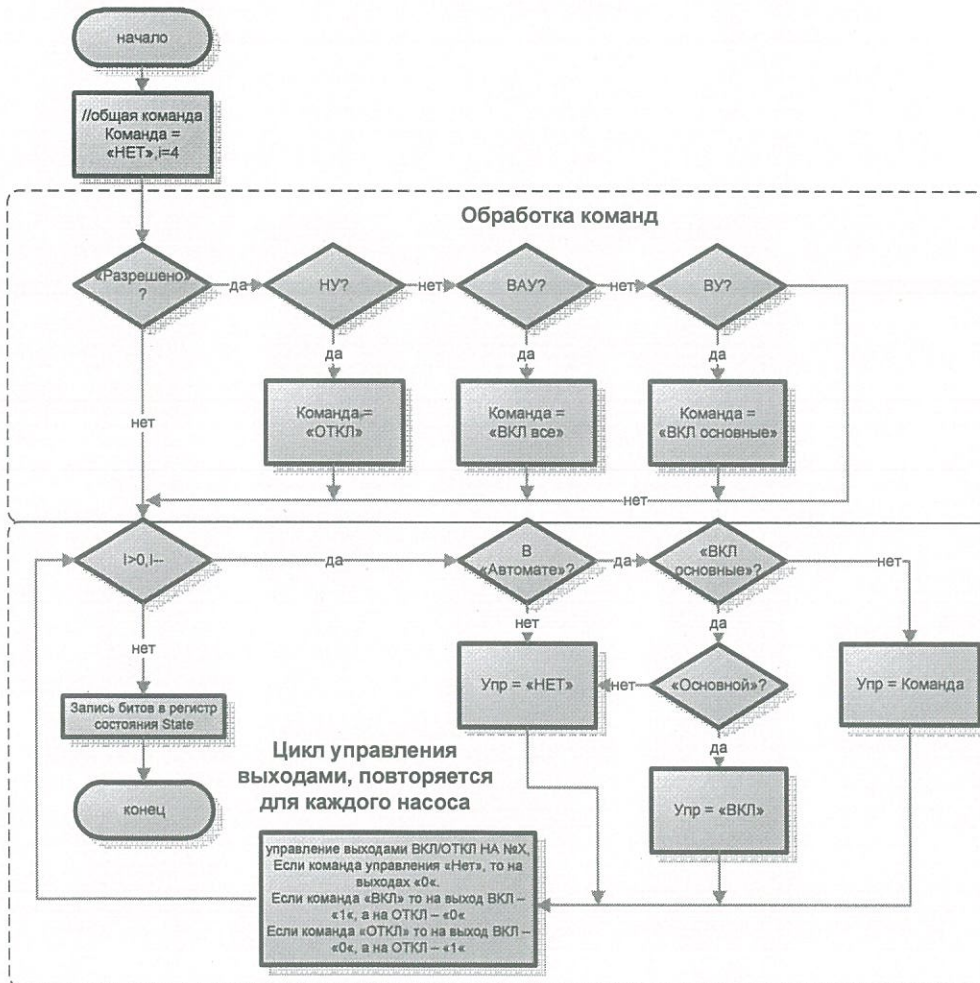 начало
//общая команда
Команда =
«НЕТ»,i=4
Обработка команд
«Разрешено»
?
да
НУ?
нет
ВАУ?
нет
ВУ?
да
да
да
Команда =
«ОТКЛ»
Команда =
«ВКЛ все»
Команда =
«ВКЛ основные»
нет
нет
I>0,I--
да
В
«Автомате»?
да
«ВКЛ
основные»?
нет
нет
нет
да
Запись битов в регистр
состояния State
Упр = «НЕТ»
нет
«Основной»?
Упр = Команда
да
Цикл управления
выходами, повторяется
для каждого насоса
конец
Упр = «ВКЛ»
управление выходами ВКЛ/ОТКЛ НА №X,
Если команда управления «Нет», то на
выходах «0«.
Если команда «ВКЛ» то на выход ВКЛ –
«1«, а на ОТКЛ – «0«
Если команда «ОТКЛ» то на выход ВКЛ –
«0«, а на ОТКЛ – «1«